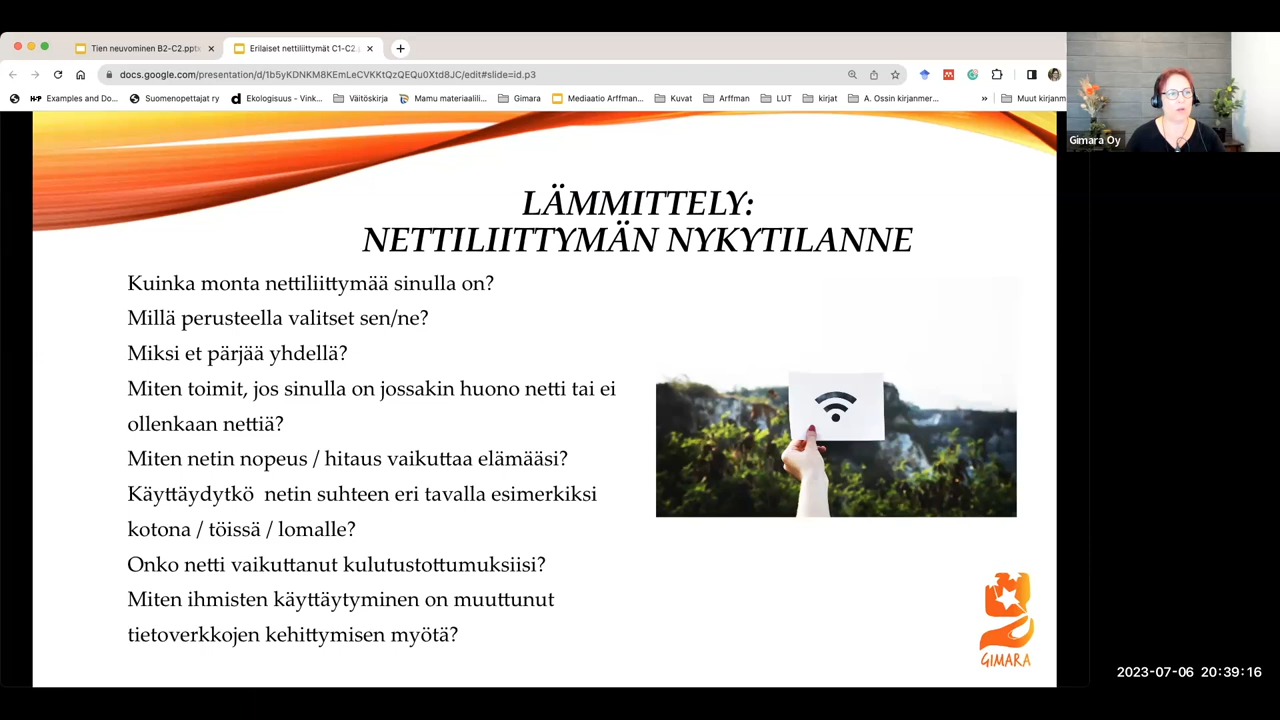 Tien neuvominen B2-C2.pptx
Erilaiset nettiliittymät C1-C2.
docs.google.com/presentation/d/1b5yKDNKM8KEmLeCVKKtQzQEQu0Xtd8JC/edit#slide=id.p3
Examples and Do...
Suomenopettajat ry
Ekologisuus - Vink...
Väitöskirja
Mamu materiaalili...
Gimara
Mediaatio Arffman...
Kuvat
Arffman
LUT
kirjat
A. Ossin kirjanmer...
»
Muut kirjanm
Gimara Oy
LÄMMITTELY:
NETTILIITTYMÄN NYKYTILANNE
Kuinka monta nettiliittymää sinulla on?
Millä perusteella valitset sen/ne?
Miksi et pärjää yhdellä?
Miten toimit, jos sinulla on jossakin huono netti tai ei
ollenkaan nettiä?
Miten netin nopeus / hitaus vaikuttaa elämääsi?
Käyttäydytkö netin suhteen eri tavalla esimerkiksi
kotona / töissä / lomalle?
Onko netti vaikuttanut kulutustottumuksiisi?
Miten ihmisten käyttäytyminen on muuttunut
tietoverkkojen kehittymisen myötä?
GIMARA
2023-07-06 20:39:16